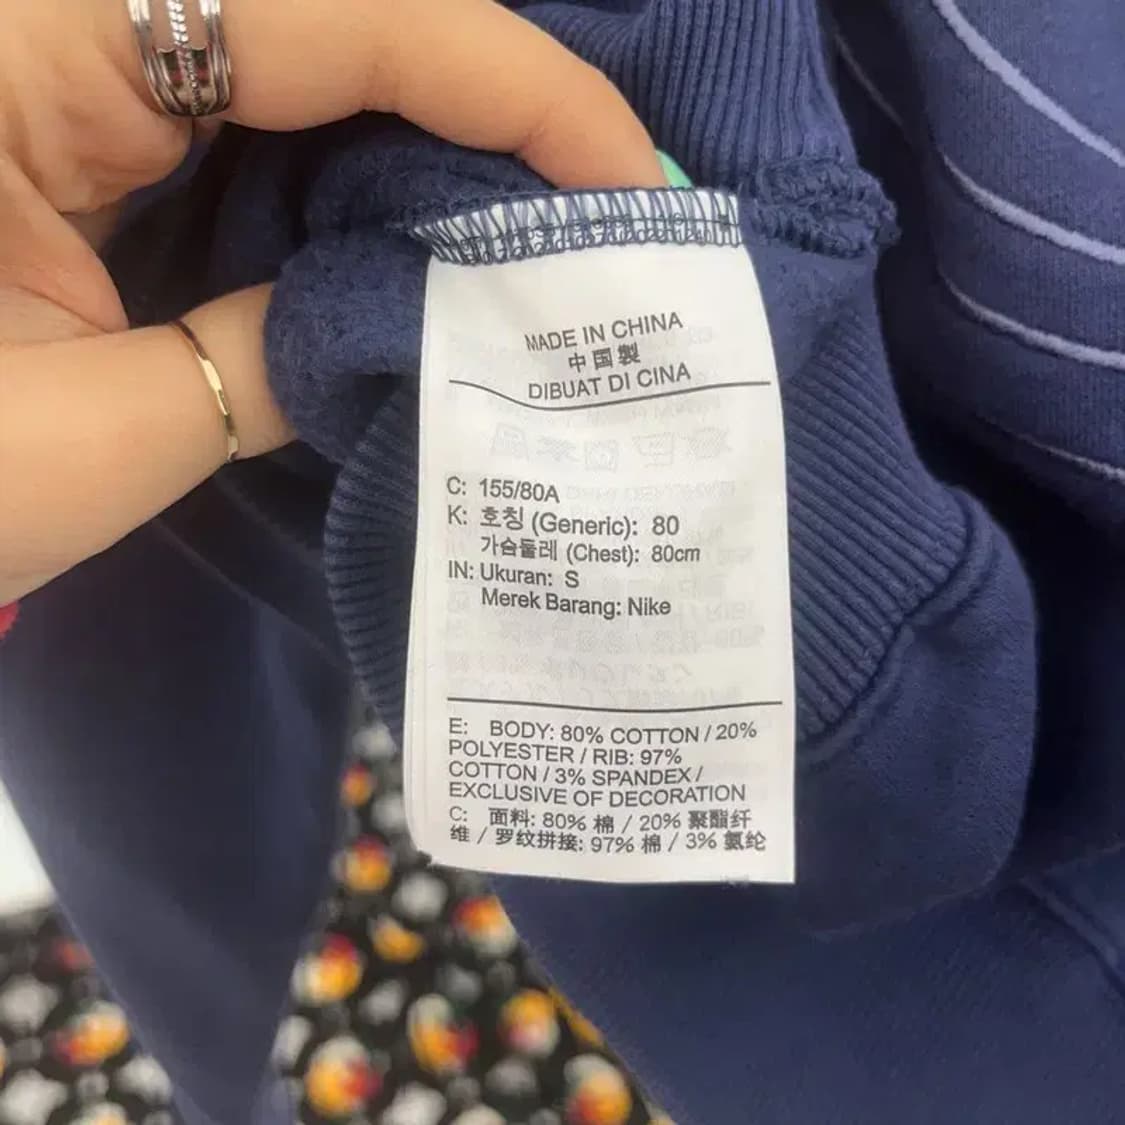 MADE IN CHINA
中国製
DIBUAT DI CINA
C: 155/80A
K: 호칭 (Generic): 80
가슴둘레 (Chest): 80cm
IN: Ukuran: S
Merek Barang: Nike
E: BODY: 80% COTTON / 20%
POLYESTER / RIB: 97%
COTTON / 3% SPANDEX /
EXCLUSIVE OF DECORATION
C: 面料: 80% 棉 / 20% 聚酯纤
维 / 罗纹拼接: 97% 棉 / 3% 氨纶